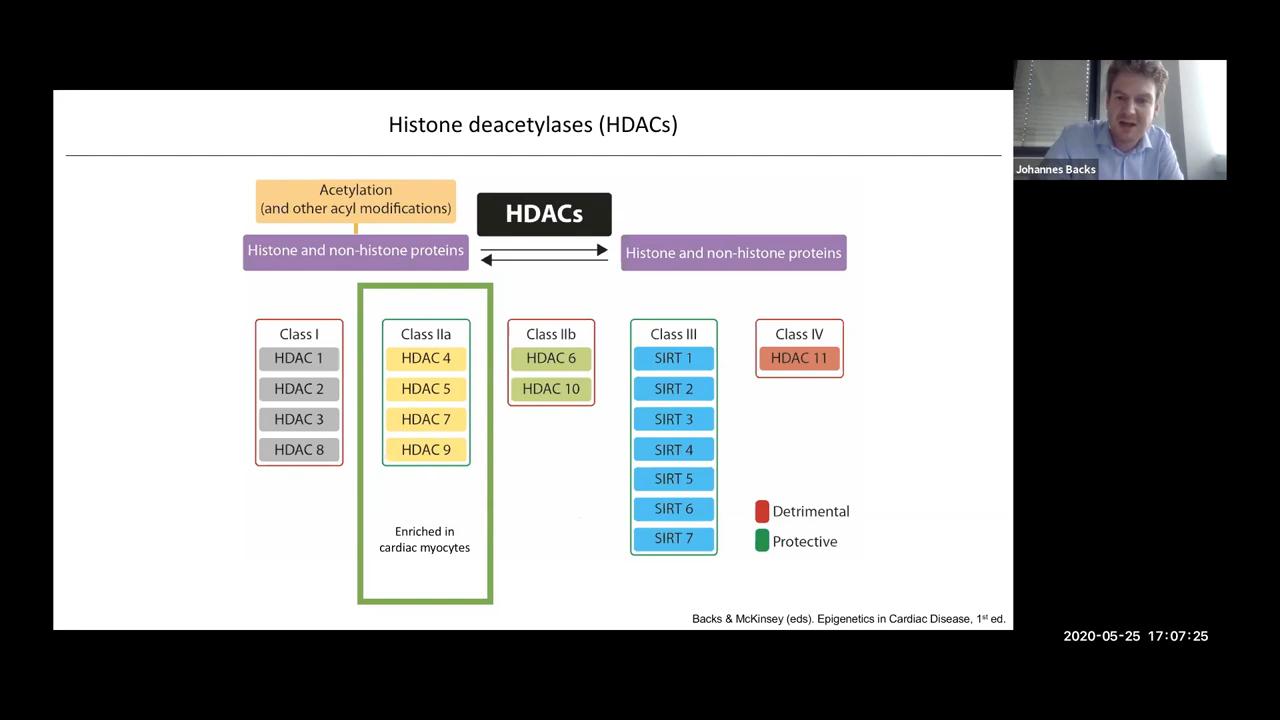 Histone deacetylases (HDACs)
Acetylation
(and other acyl modifications)
HDACs
Histone and non-histone proteins
Histone and non-histone proteins
Johannes Backs
Class I
HDAC 1
HDAC 2
HDAC 3
HDAC 8
Class IIa
HDAC 4
HDAC 5
HDAC 7
HDAC 9
Enriched in
cardiac myocytes
Class IIb
HDAC 6
HDAC 10
Class III
SIRT 1
SIRT 2
SIRT 3
SIRT 4
SIRT 5
SIRT 6
SIRT 7
Class IV
HDAC 11
Detrimental
Protective
Backs & McKinsey (eds). Epigenetics in Cardiac Disease, 1st ed.
2020-05-25 17:07:25